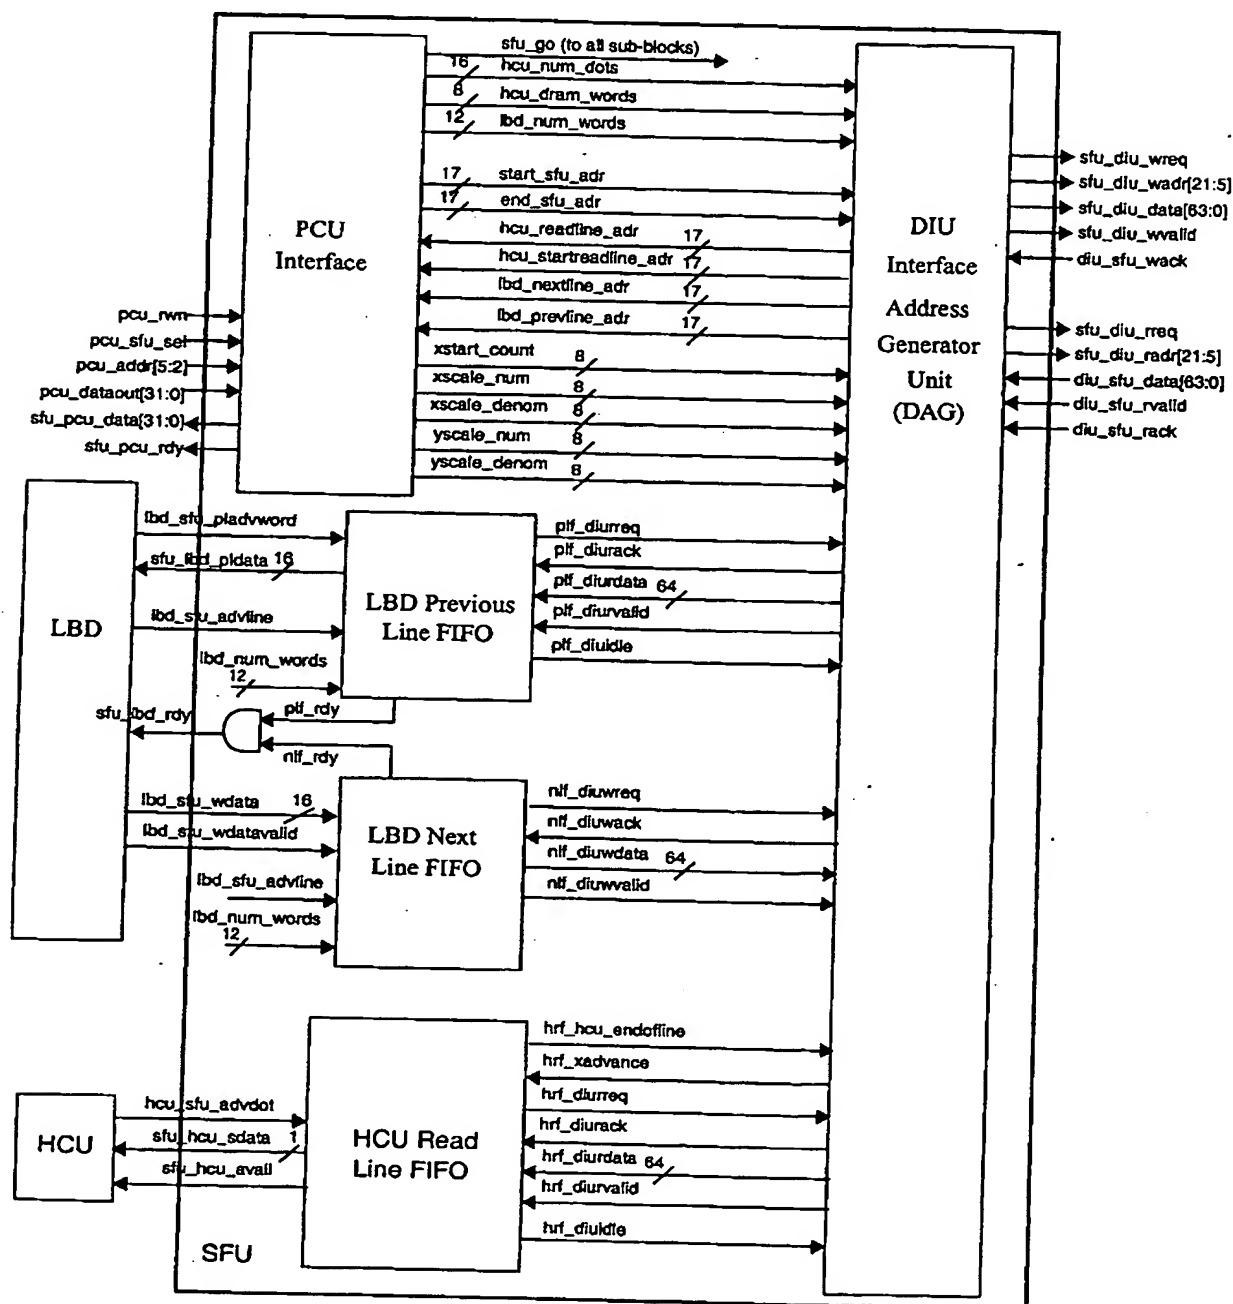 sfu_go (to all sub-blocks)
16 hcu_num_dots
8 hcu_dram_words
12 lbd_num_words
17 start_sfu_adr
17 end_sfu_adr
hcu_readline_adr 17
hcu_startreadline_adr 17
lbd_nextline_adr 17
lbd_prevline_adr 17
xstart_count 8
xscale_num 8
xscale_denom 8
yscale_num 8
yscale_denom 8
PCU
Interface
DIU
Interface
Address
Generator
Unit
(DAG)
sfu_diu_wreq
sfu_diu_wadr[21:5]
sfu_diu_data[63:0]
sfu_diu_wvalid
diu_sfu_wack
sfu_diu_rreq
sfu_diu_radr[21:5]
diu_sfu_data[63:0]
diu_sfu_rvalid
diu_sfu_rack
pcu_rwn
pcu_sfu_sel
pcu_addr[5:2]
pcu_dataout[31:0]
sfu_pcu_data[31:0]
sfu_pcu_rdy
LBD
lbd_sfu_pladvword
sfu_lbd_pldata 16
lbd_sfu_advline
lbd_num_words
12
LBD Previous
Line FIFO
plf_diurreq
plf_diurack
plf_diurdata 64
plf_diurvalid
plf_diuidle
sfu_lbd_rdy
plf_rdy
nlf_rdy
lbd_sfu_wdata 16
lbd_sfu_wdatavalid
lbd_sfu_advline
lbd_num_words
12
LBD Next
Line FIFO
nlf_diuwreq
nlf_diuwack
nlf_diuwdata 64
nlf_diuwvalid
HCU
hcu_sfu_advdot
sfu_hcu_sdata 1
sfu_hcu_avail
HCU Read
Line FIFO
hrf_hcu_endofline
hrf_xadvance
hrf_diurreq
hrf_diurack
hrf_diurdata 64
hrf_diurvalid
hrf_diuidle
SFU